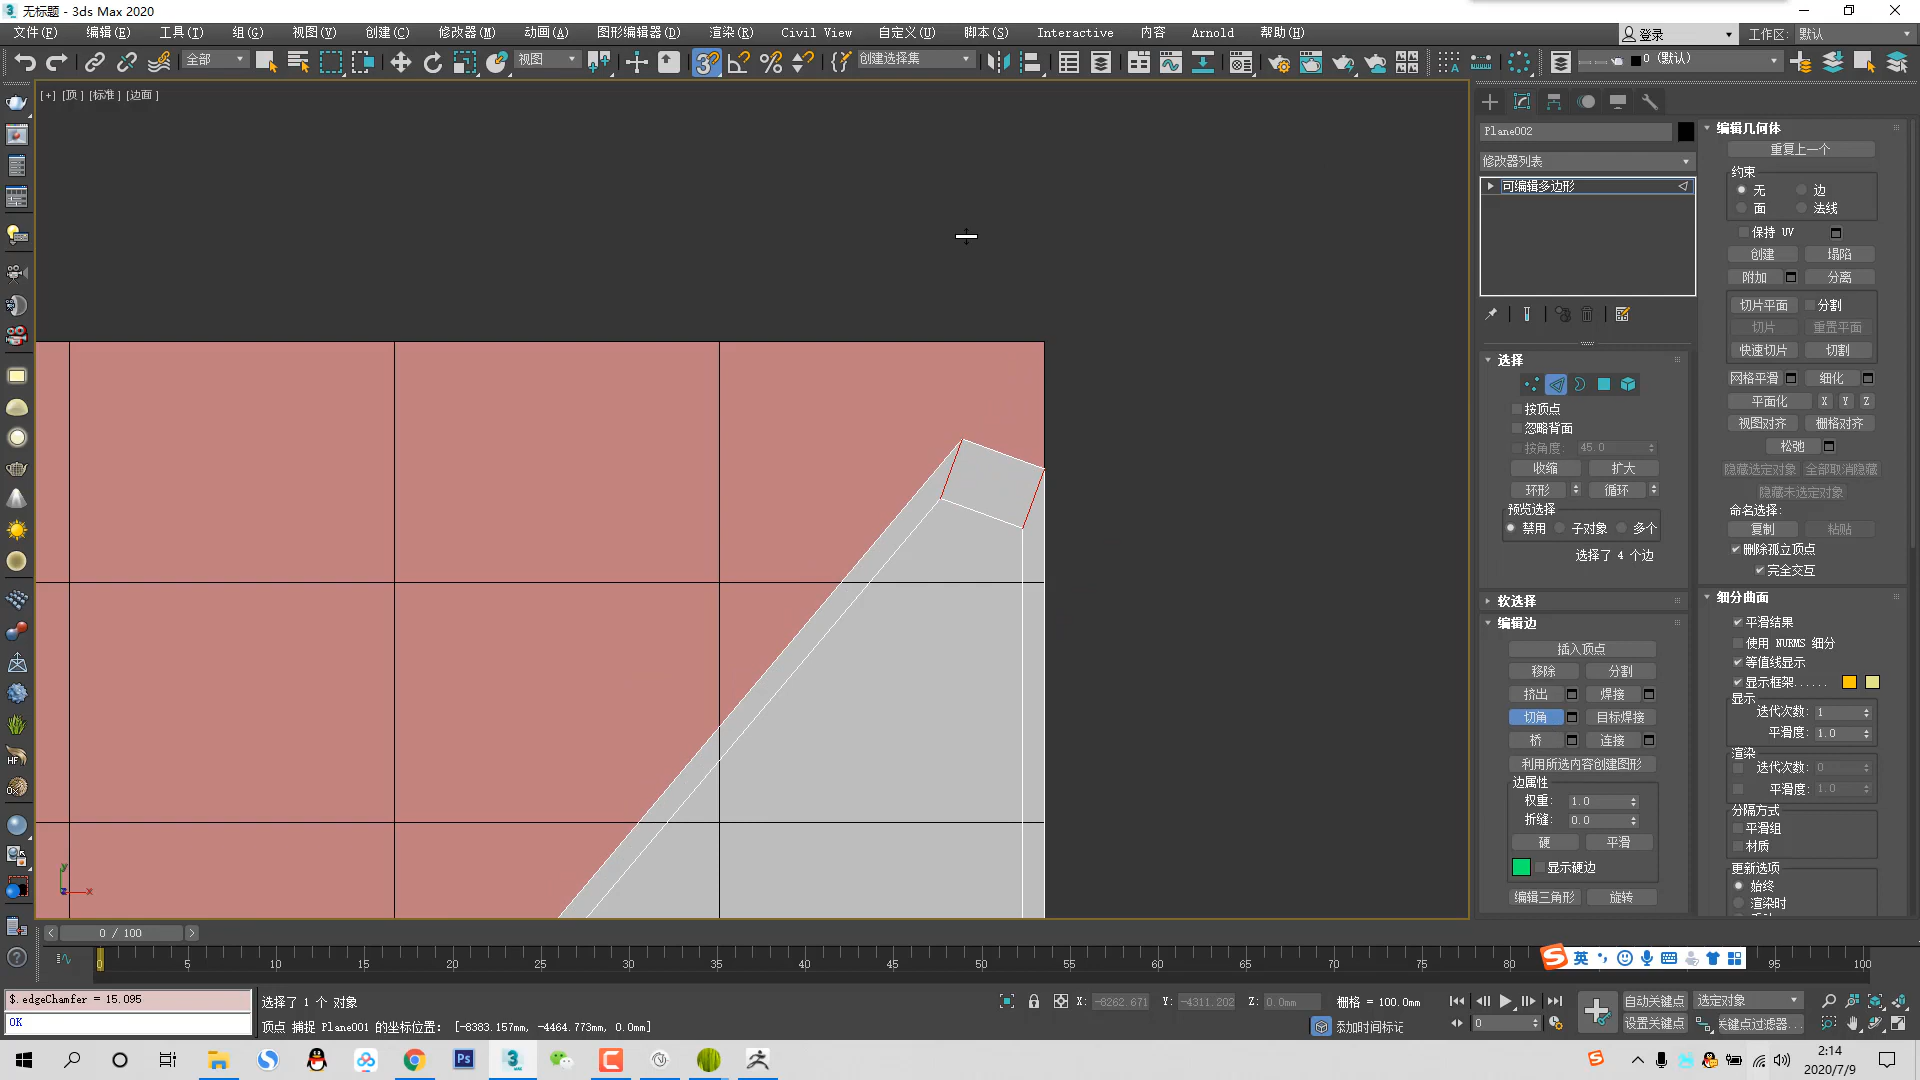 无标题 - 3ds Max 2020
文件(F) 编辑(E) 工具(T) 组(G) 视图(V) 创建(C) 修改器(M) 动画(A) 图形编辑器(D) 渲染(R) Civil View 自定义(U) 脚本(S) Interactive 内容 Arnold 帮助(H) 登录 工作区: 默认
全部 视图 创建选择集 0 (默认)
[+] [顶] [标准] [边面]
Plane002
修改器列表
可编辑多边形
选择
按顶点
忽略背面
按角度: 45.0
收缩 扩大
环形 循环
预览选择
禁用 子对象 多个
选择了 4 个边
软选择
编辑边
插入顶点
移除 分割
挤出 焊接
切角 目标焊接
桥 连接
利用所选内容创建图形
边属性
权重: 1.0
折缝: 0.0
硬 平滑
显示硬边
编辑三角形 旋转
编辑几何体
重复上一个
约束
无 边
面 法线
保持 UV
创建 塌陷
附加 分离
切片平面 分割
切片 重置平面
快速切片 切割
网格平滑 细化
平面化 X Y Z
视图对齐 栅格对齐
松弛
隐藏选定对象 全部取消隐藏
隐藏未选定对象
命名选择:
复制 粘贴
删除孤立顶点
完全交互
细分曲面
平滑结果
使用 NURMS 细分
等值线显示
显示框架......
显示
迭代次数: 1
平滑度: 1.0
渲染
迭代次数: 0
平滑度: 1.0
分隔方式
平滑组
材质
更新选项
始终
渲染时
y
z x
0 / 100
0 5 10 15 20 25 30 35 40 45 50 55 60 65 70 75 80 95 100
英
$.edgeChamfer = 15.095
OK
选择了 1 个 对象
顶点 捕捉 Plane001 的坐标位置: [-8383.157mm, -4464.773mm, 0.0mm]
X: -8262.671 Y: -4311.202 Z: 0.0mm 栅格 = 100.0mm
添加时间标记
0
自动关键点 选定对象
设置关键点 关键点过滤器...
2:14
2020/7/9